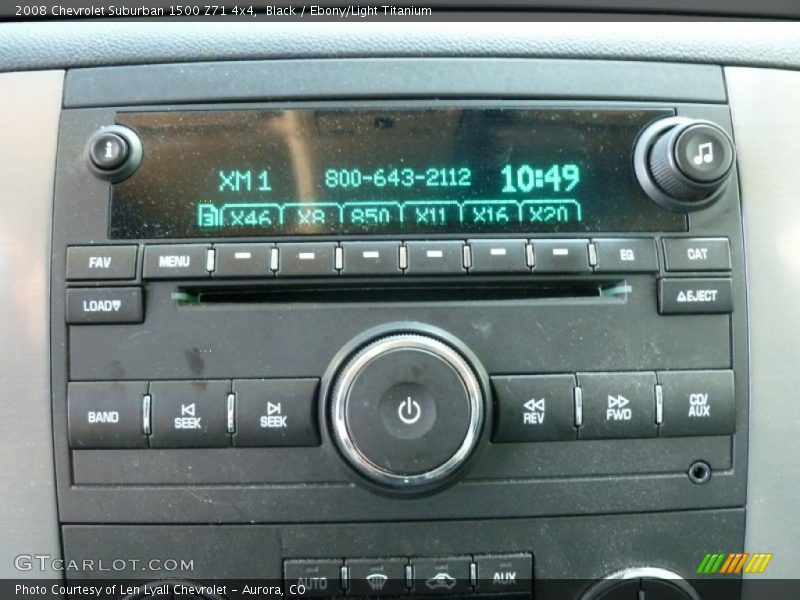 2008 Chevrolet Suburban 1500 Z71 4x4, Black / Ebony/Light Titanium
i
XM 1 800-643-2112 10:49
X46 X8 850 X11 X16 X20
FAV MENU EQ CAT
LOAD EJECT
BAND SEEK SEEK REV FWD CD/AUX
AUTO AUX
GTCARLOT.COM
Photo Courtesy of Len Lyall Chevrolet - Aurora, CO